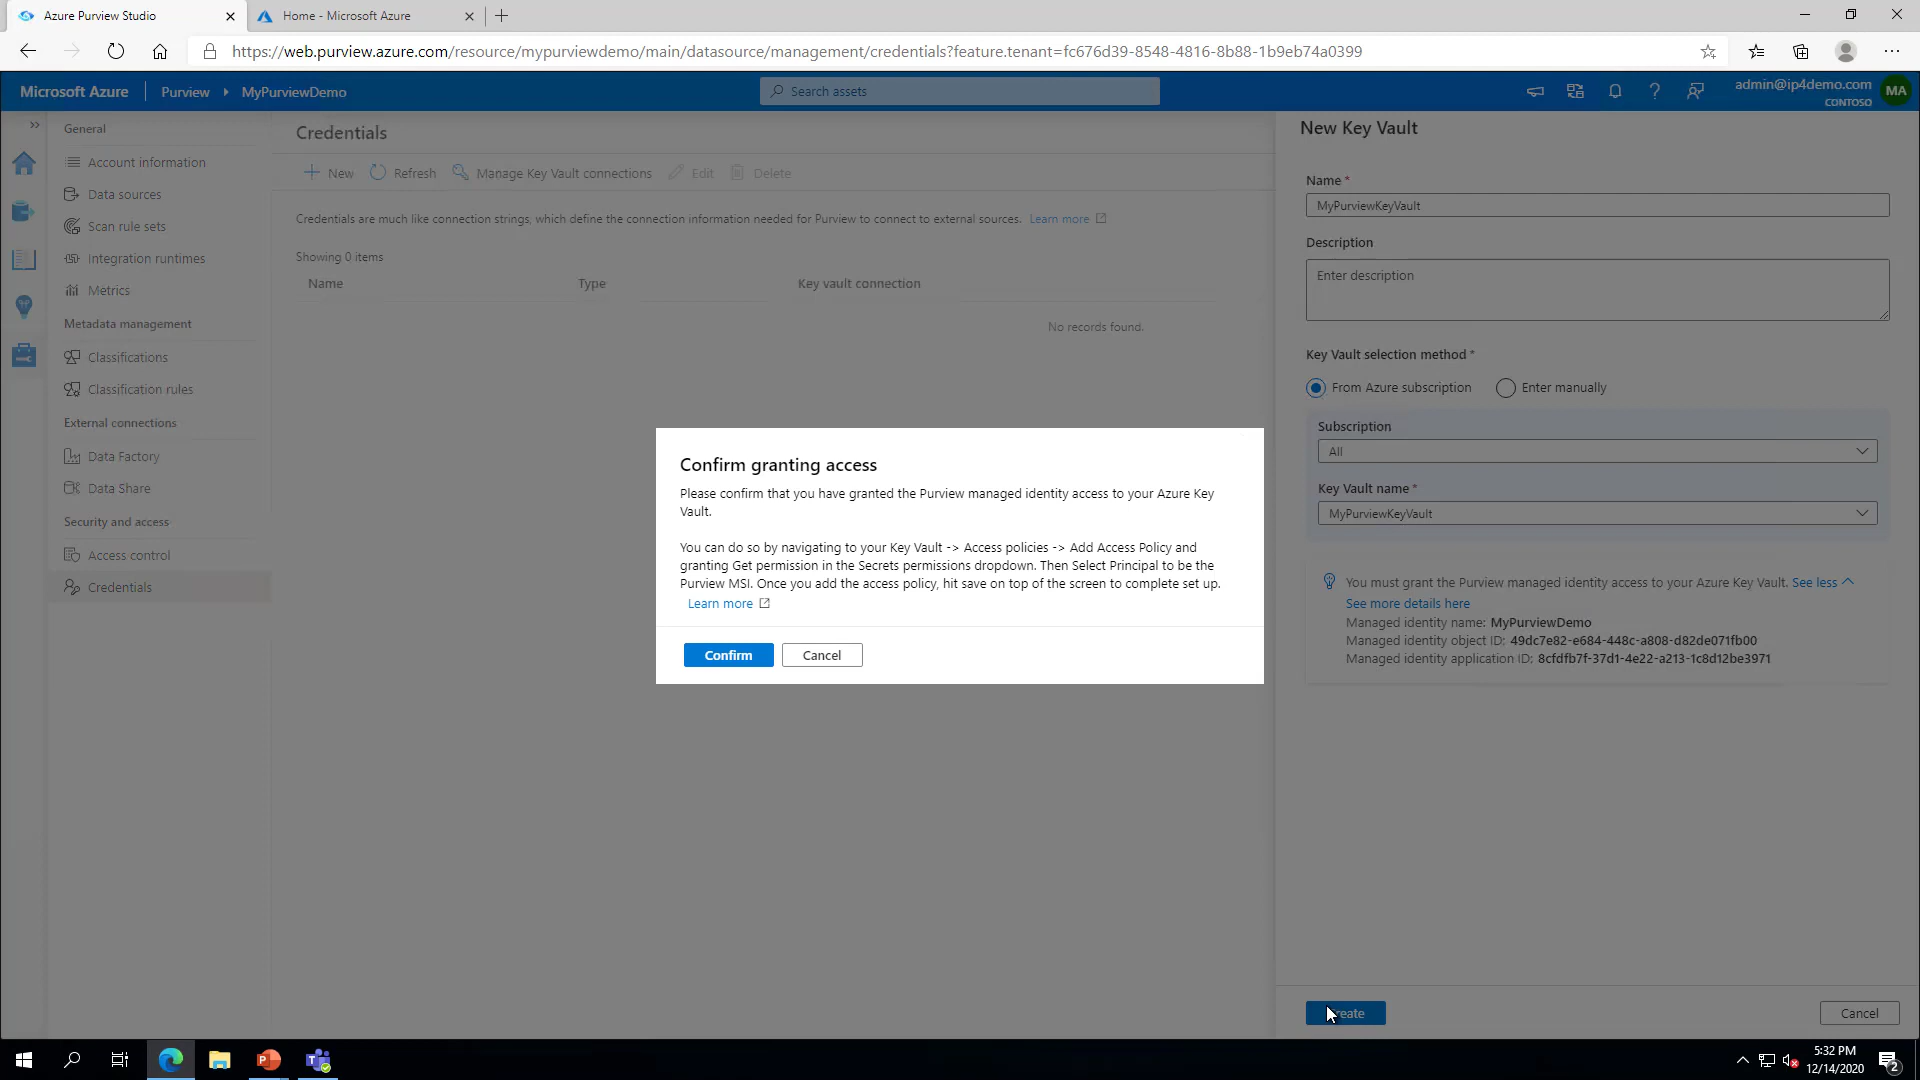 Azure Purview Studio
Home - Microsoft Azure
https://web.purview.azure.com/resource/mypurviewdemo/main/datasource/management/credentials?feature.tenant=fc676d39-8548-4816-8b88-1b9eb74a0399
Microsoft Azure
Purview
MyPurviewDemo
Search assets
admin@ip4demo.com
CONTOSO
MA
General
Account information
Data sources
Scan rule sets
Integration runtimes
Metrics
Metadata management
Classifications
Classification rules
External connections
Data Factory
Data Share
Security and access
Access control
Credentials
Credentials
New
Refresh
Manage Key Vault connections
Edit
Delete
Credentials are much like connection strings, which define the connection information needed for Purview to connect to external sources. Learn more
Showing 0 items
Name
Type
Key vault connection
No records found.
Confirm granting access
Please confirm that you have granted the Purview managed identity access to your Azure Key
Vault.
You can do so by navigating to your Key Vault -> Access policies -> Add Access Policy and
granting Get permission in the Secrets permissions dropdown. Then Select Principal to be the
Purview MSI. Once you add the access policy, hit save on top of the screen to complete set up.
Learn more
Confirm
Cancel
New Key Vault
Name *
MyPurviewKeyVault
Description
Enter description
Key Vault selection method *
From Azure subscription
Enter manually
Subscription
All
Key Vault name *
MyPurviewKeyVault
You must grant the Purview managed identity access to your Azure Key Vault. See less
See more details here
Managed identity name: MyPurviewDemo
Managed identity object ID: 49dc7e82-e684-448c-a808-d82de071fb00
Managed identity application ID: 8cfdfb7f-37d1-4e22-a213-1c8d12be3971
Cancel
5:32 PM
12/14/2020
2